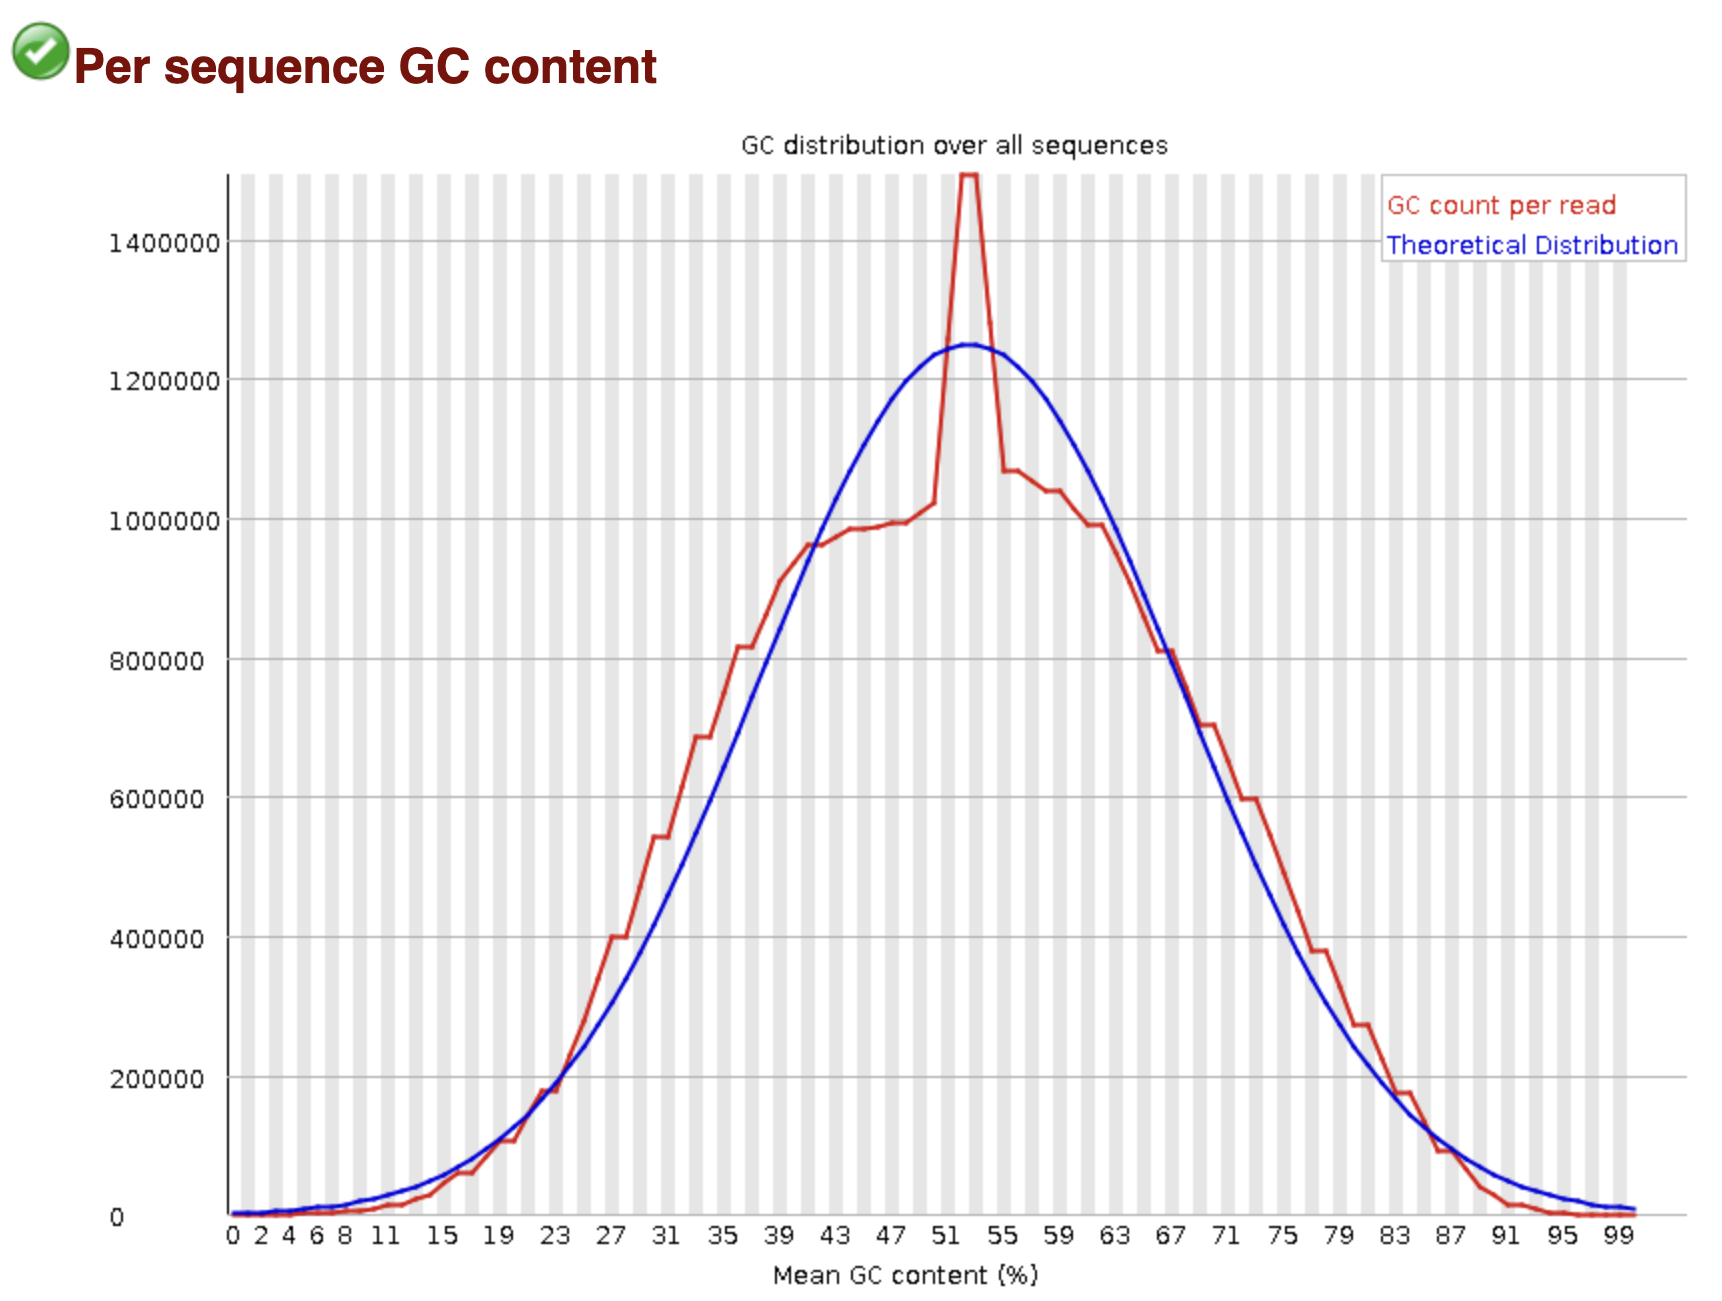 Per sequence GC content
GC distribution over all sequences
GC count per read
Theoretical Distribution
1400000
1200000
1000000
800000
600000
400000
200000
0
0 2 4 6 8 11 15 19 23 27 31 35 39 43 47 51 55 59 63 67 71 75 79 83 87 91 95 99
Mean GC content (%)